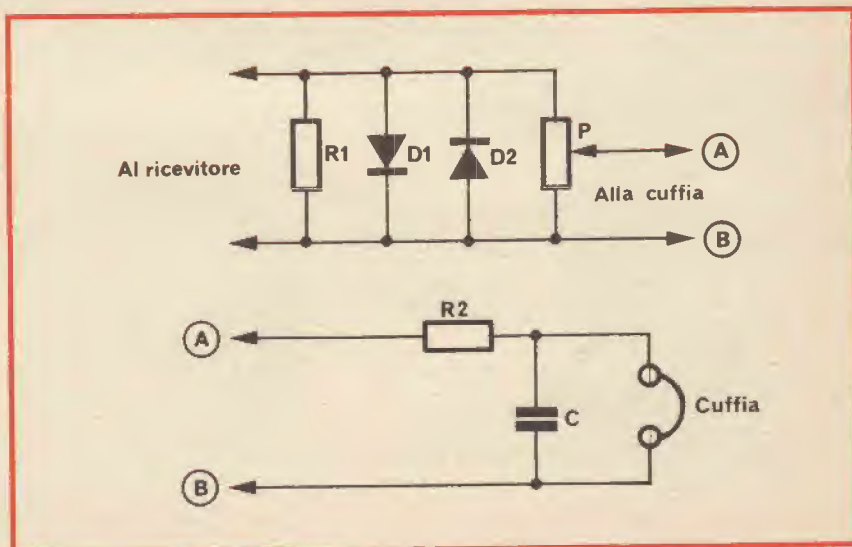 Al ricevitore
R1
D1
D2
P
A
Alla cuffia
B
A
R2
C
Cuffia
B